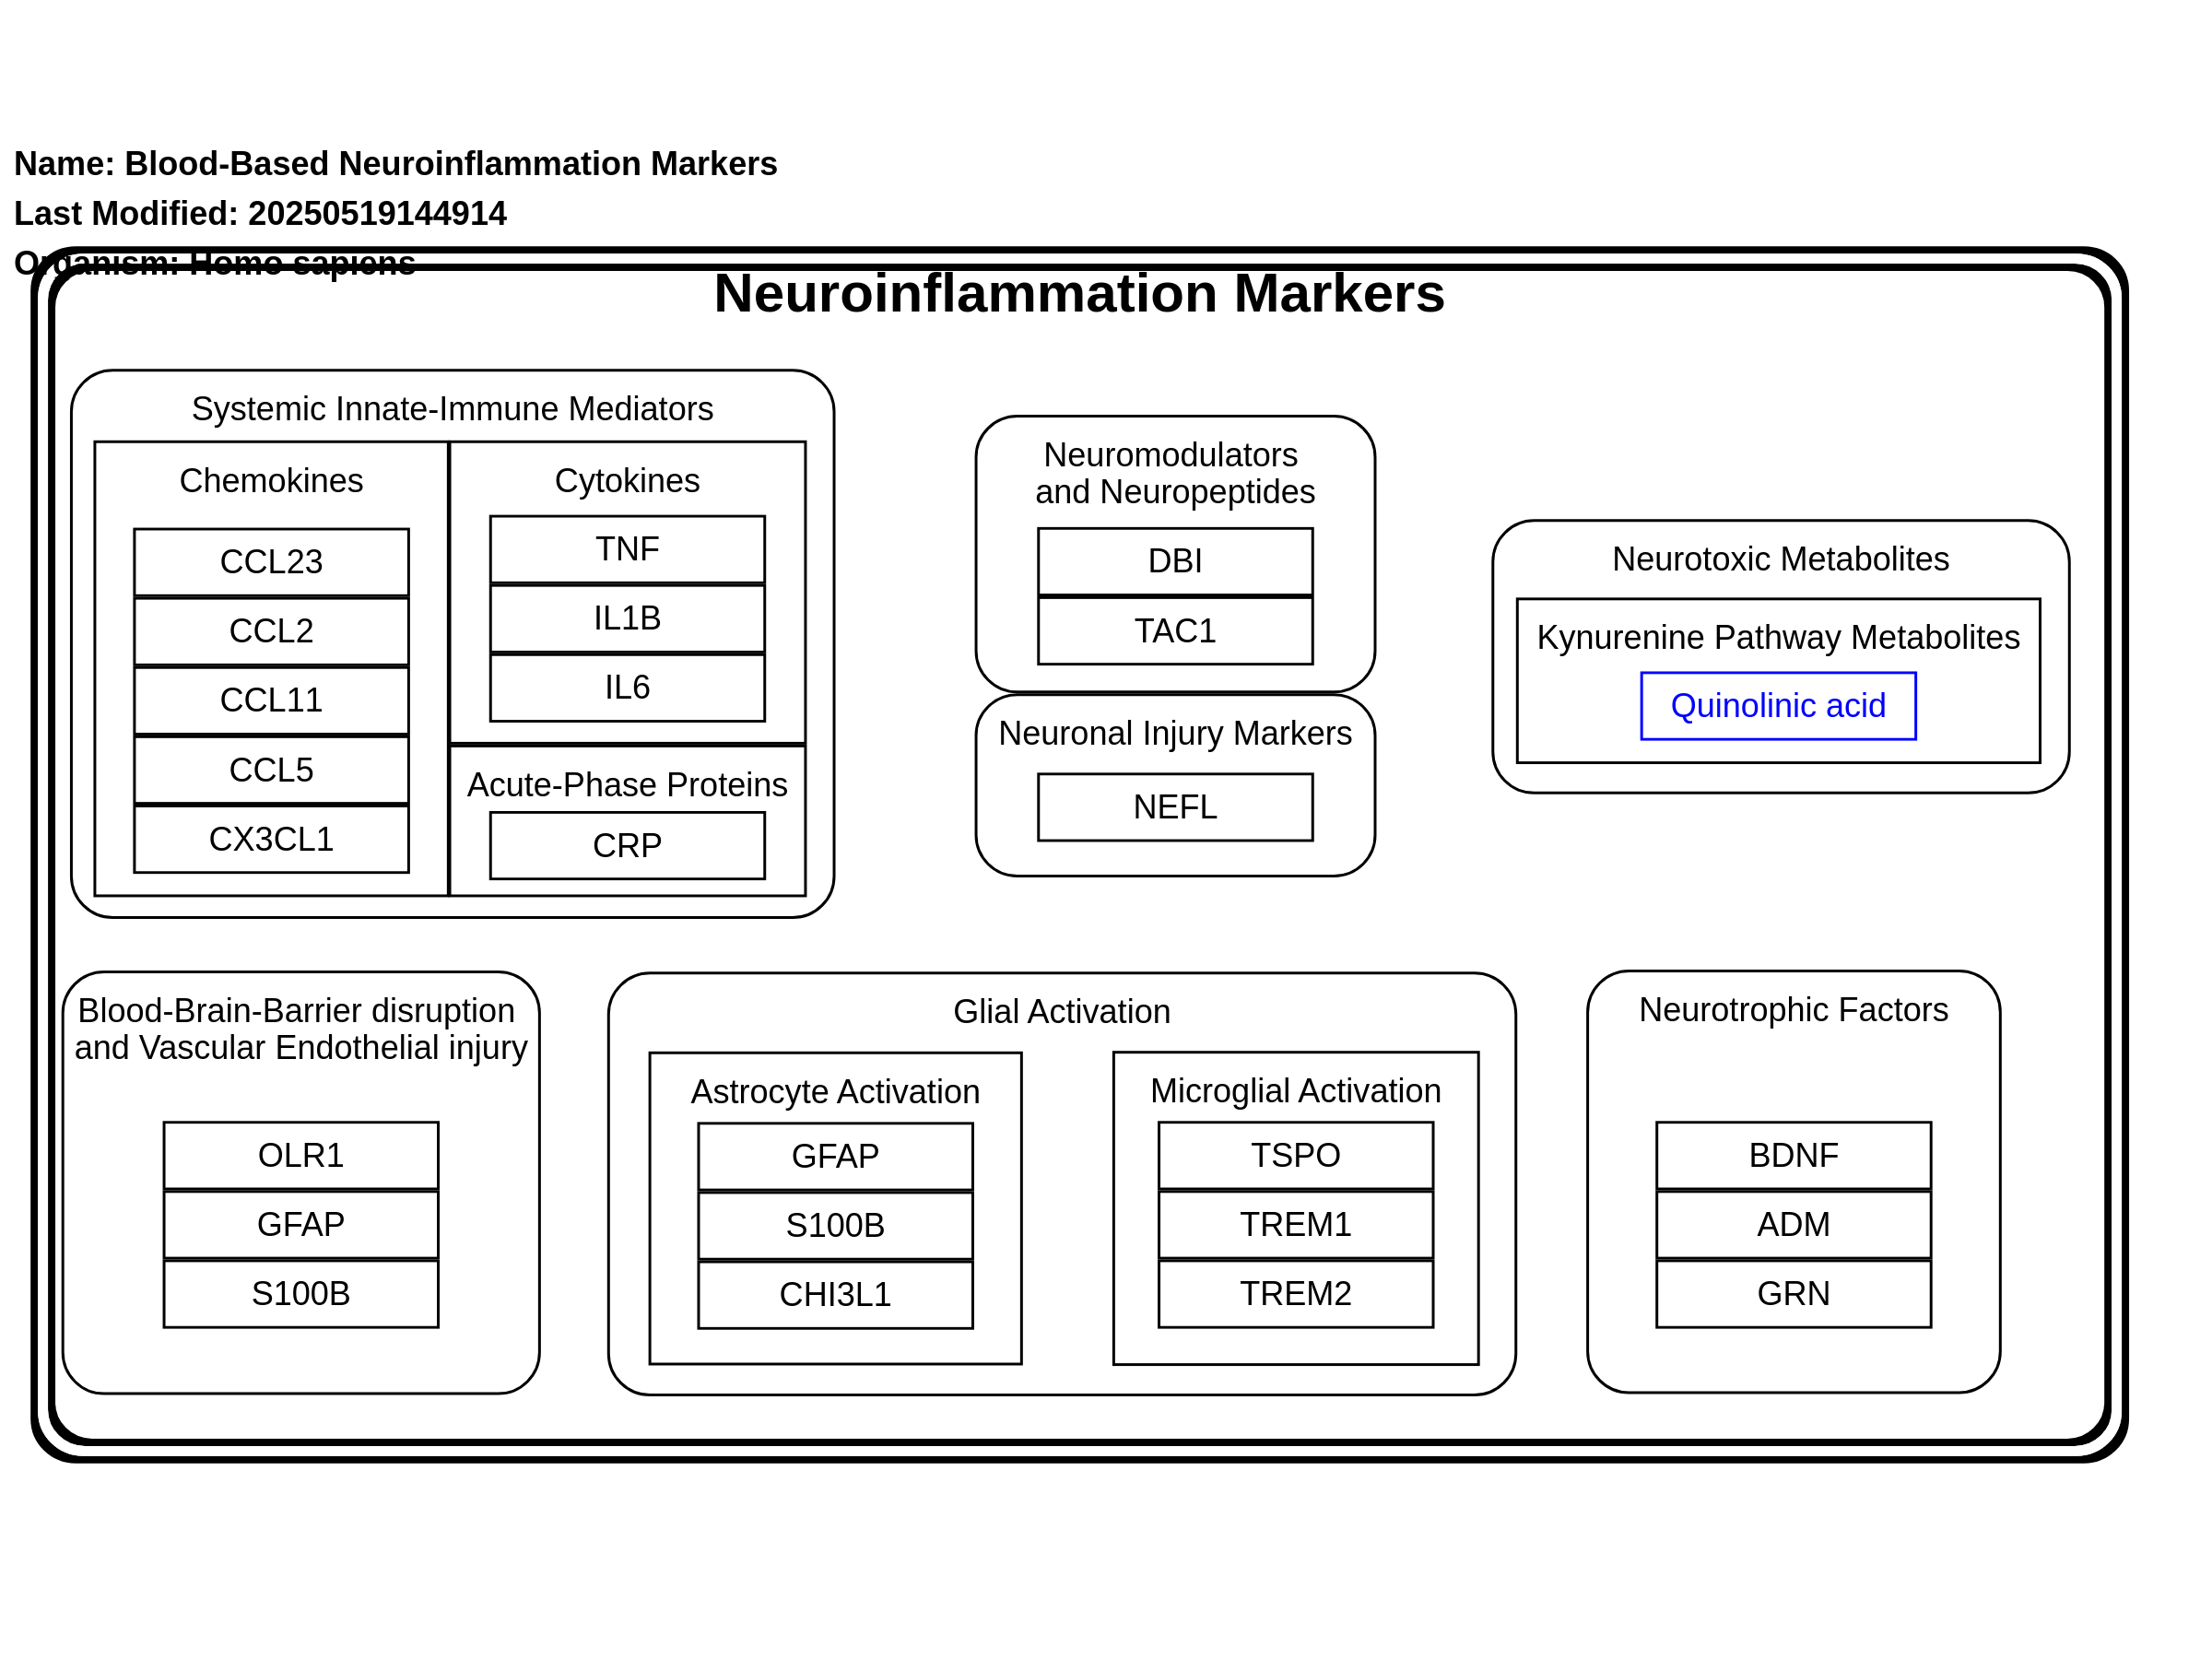 Name: Blood-Based Neuroinflammation Markers
Last Modified: 20250519144914
Organism: Homo sapiens
Neuroinflammation Markers
Systemic Innate-Immune Mediators
Chemokines
CCL23
CCL2
CCL11
CCL5
CX3CL1
Cytokines
TNF
IL1B
IL6
Acute-Phase Proteins
CRP
Neuromodulators
and Neuropeptides
DBI
TAC1
Neuronal Injury Markers
NEFL
Neurotoxic Metabolites
Kynurenine Pathway Metabolites
Quinolinic acid
Blood-Brain-Barrier disruption
and Vascular Endothelial injury
OLR1
GFAP
S100B
Glial Activation
Astrocyte Activation
GFAP
S100B
CHI3L1
Microglial Activation
TSPO
TREM1
TREM2
Neurotrophic Factors
BDNF
ADM
GRN